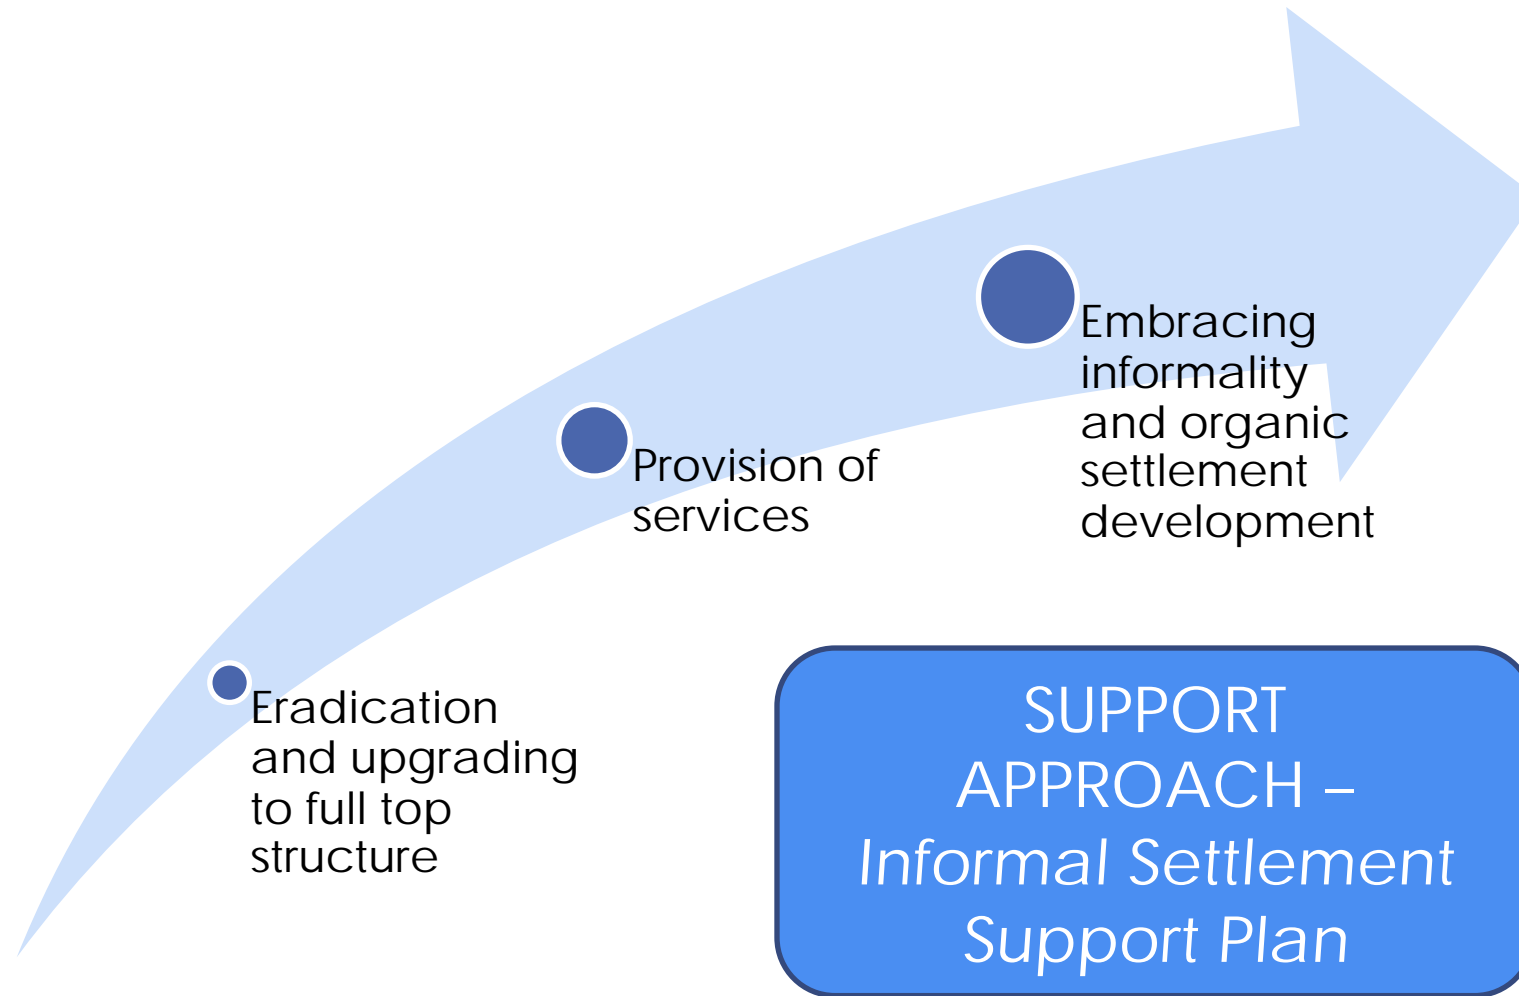 Embracing
informality
and organic
settlement
development
Provision of
services
Eradication
and upgrading
to full top
structure
SUPPORT
APPROACH –
Informal Settlement
Support Plan